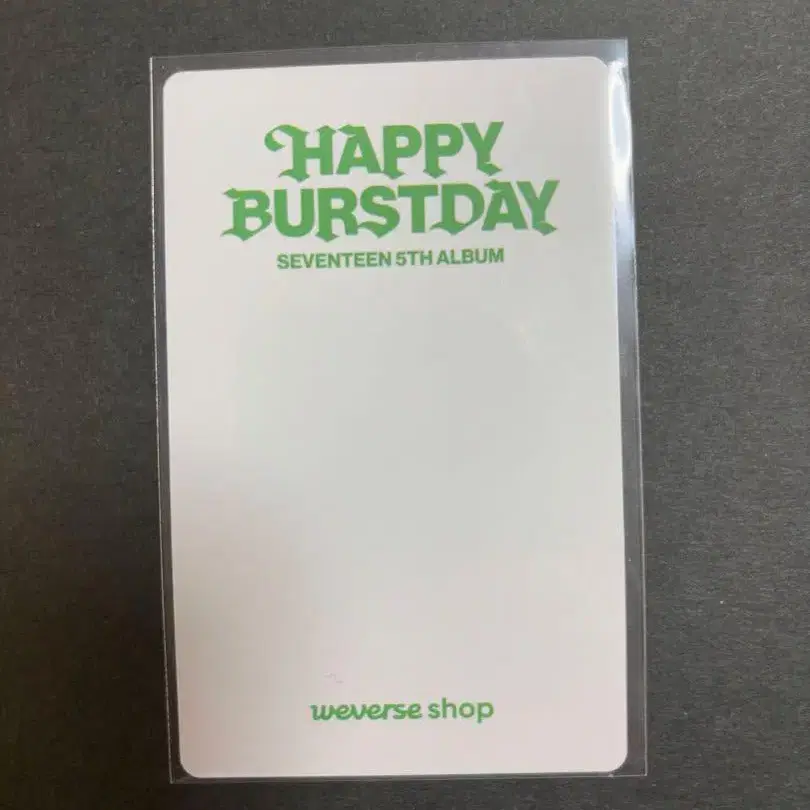 HAPPY
BURSTDAY
SEVENTEEN 5TH ALBUM
weverse shop